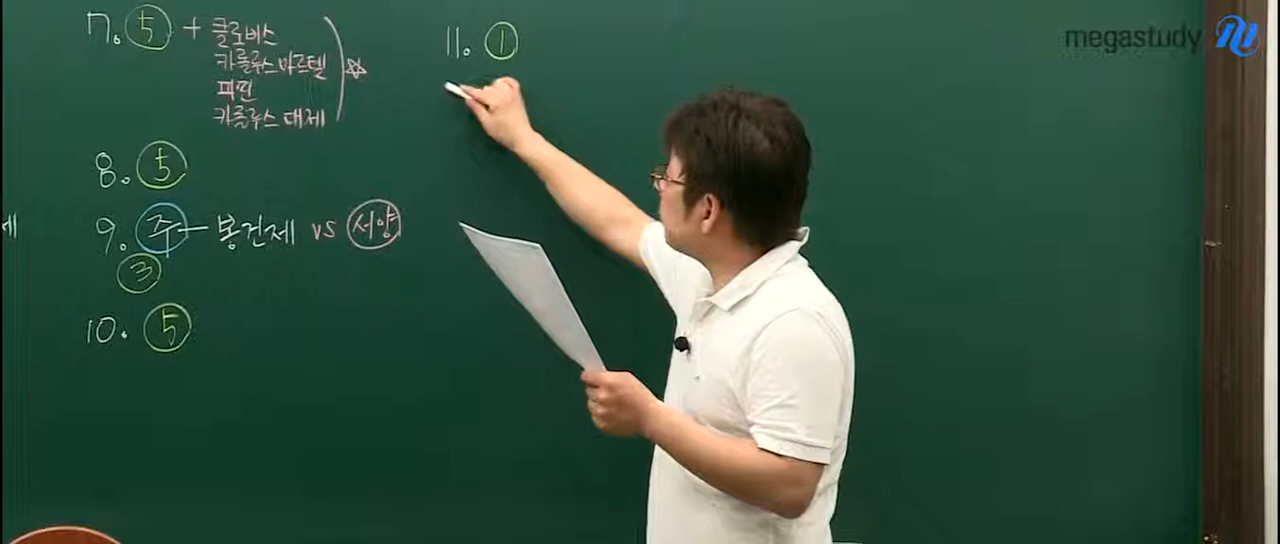 7. ⑤ + 클로비스
카롤루스 마르텔
피핀
카롤루스 대제
8. ⑤
제
9. 주 - 봉건제 vs 서양
③
10. ⑤
11. ①
megastudy